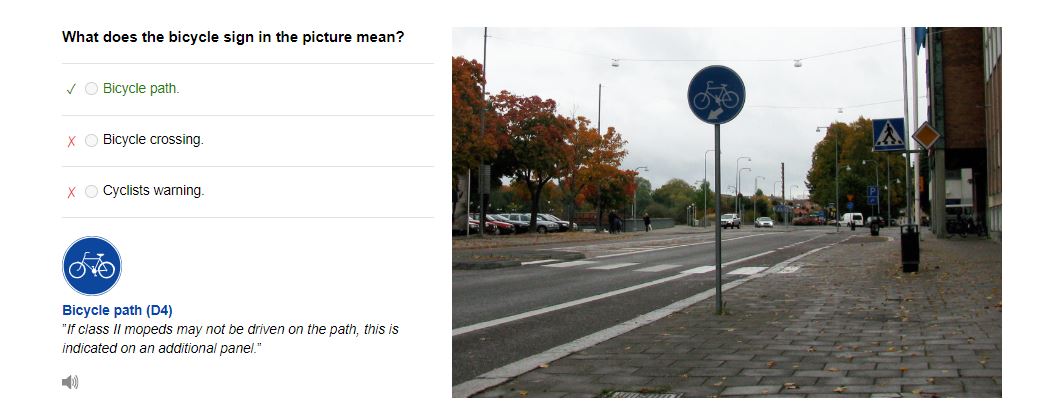 What does the bicycle sign in the picture mean?
✓ Bicycle path.
✗ Bicycle crossing.
✗ Cyclists warning.
Bicycle path (D4)
"If class II mopeds may not be driven on the path, this is
indicated on an additional panel."
P